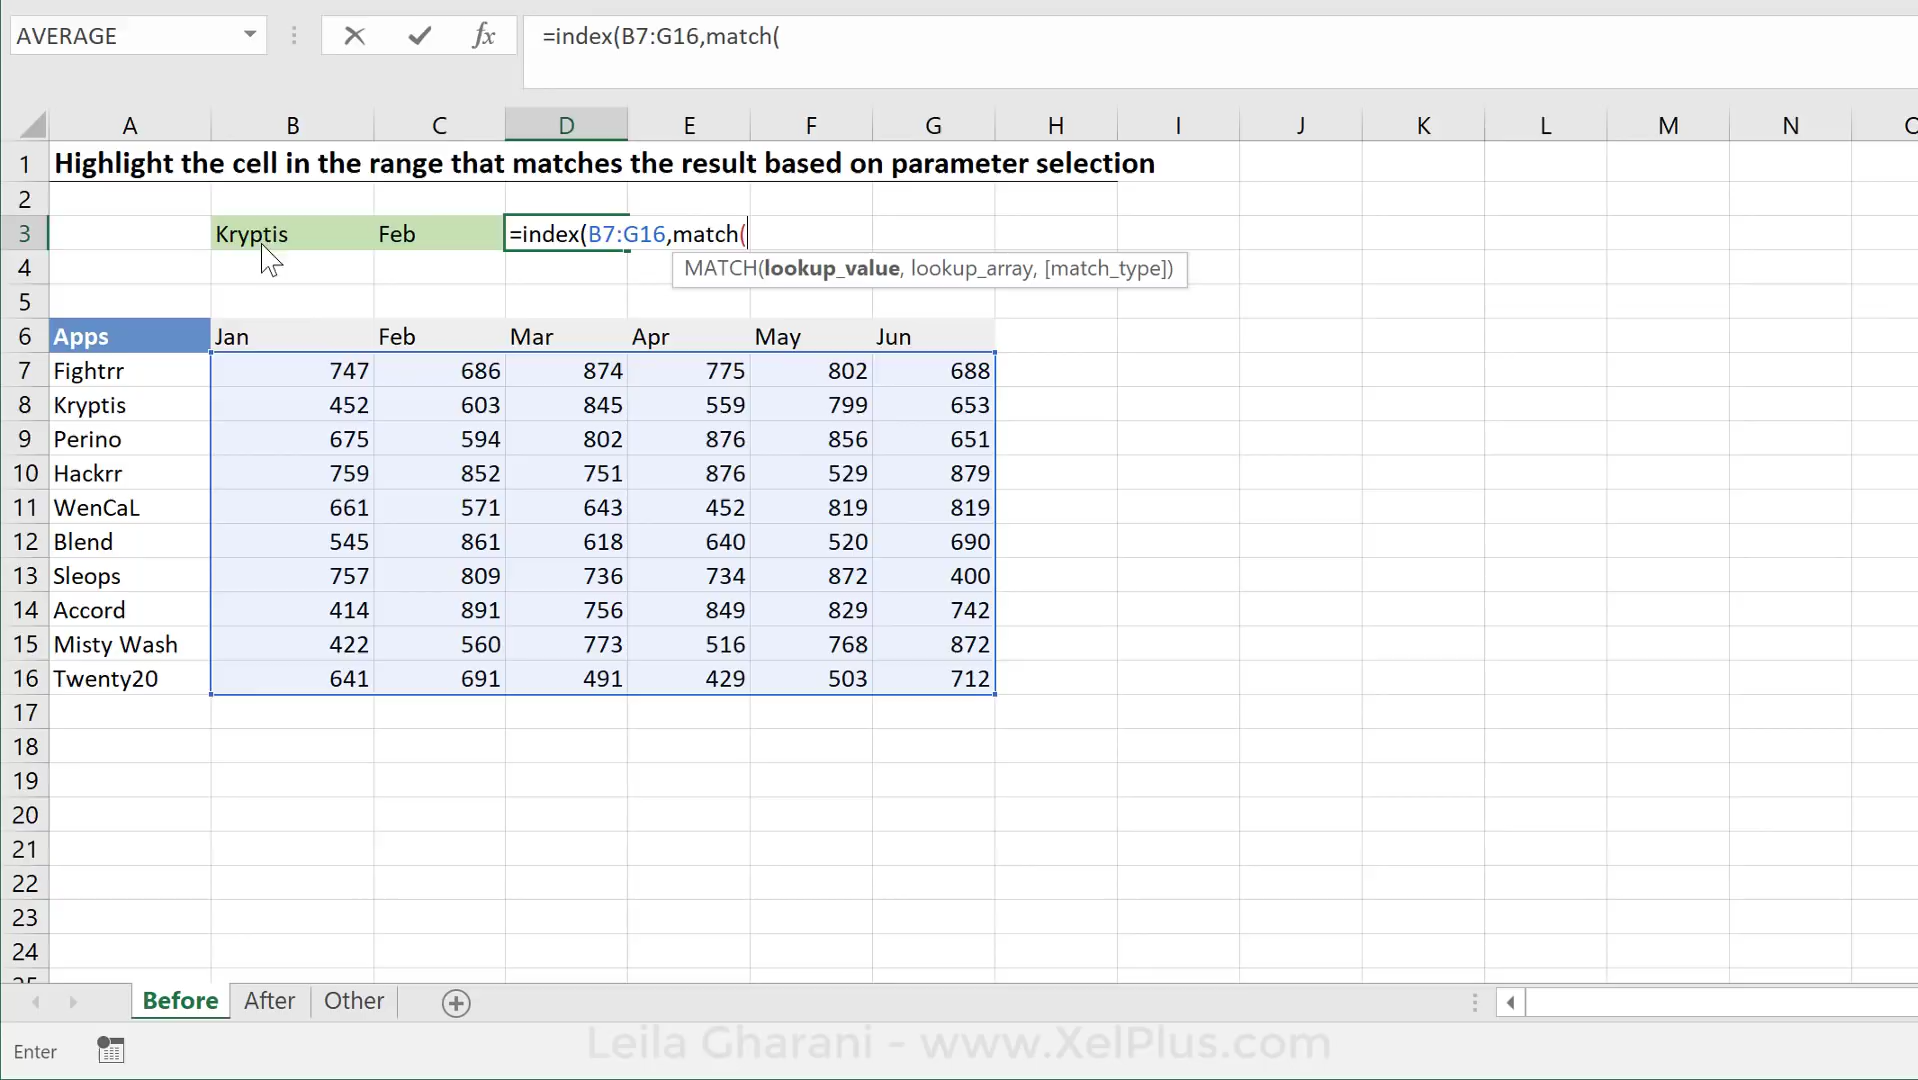 AVERAGE fx =index(B7:G16,match(
A B C D E F G H I J K L M N
1 Highlight the cell in the range that matches the result based on parameter selection
2
3 Kryptis Feb =index(B7:G16,match(
4 MATCH(lookup_value, lookup_array, [match_type])
5
6 Apps Jan Feb Mar Apr May Jun
7 Fightrr 747 686 874 775 802 688
8 Kryptis 452 603 845 559 799 653
9 Perino 675 594 802 876 856 651
10 Hackrr 759 852 751 876 529 879
11 WenCaL 661 571 643 452 819 819
12 Blend 545 861 618 640 520 690
13 Sleops 757 809 736 734 872 400
14 Accord 414 891 756 849 829 742
15 Misty Wash 422 560 773 516 768 872
16 Twenty20 641 691 491 429 503 712
17
18
19
20
21
22
23
24
Before After Other
Enter
Leila Gharani - www.XelPlus.com